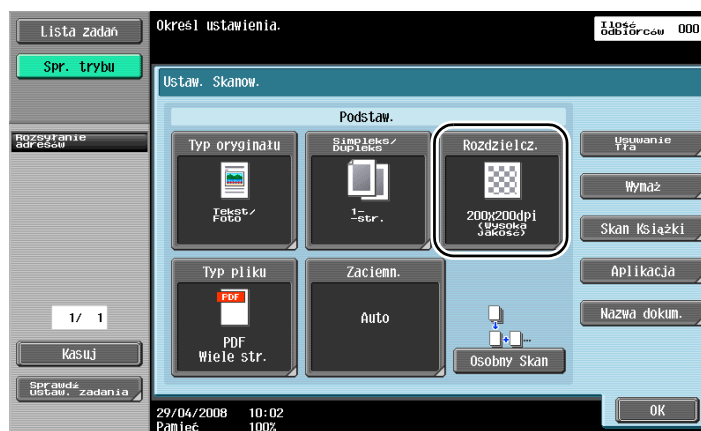 Lista zadań
Określ ustawienia.
Ilość
odbiorców 000
Spr. trybu
Ustaw. Skanow.
Podstaw.
Rozsyłanie
adresów
Typ oryginału
Simpleks/
Dupleks
Rozdzielcz.
Usuwanie
Tła
Tekst/
Foto
1-
-str.
200X200dpi
(Wysoka
Jakość)
Wymaż
Skan Książki
Typ pliku
Zaciemn.
Aplikacja
PDF
Auto
Nazwa dokum.
1/ 1
PDF
Wiele str.
Osobny Skan
Kasuj
Sprawdź
ustaw. zadania
29/04/2008 10:02
Pamięć 100%
OK